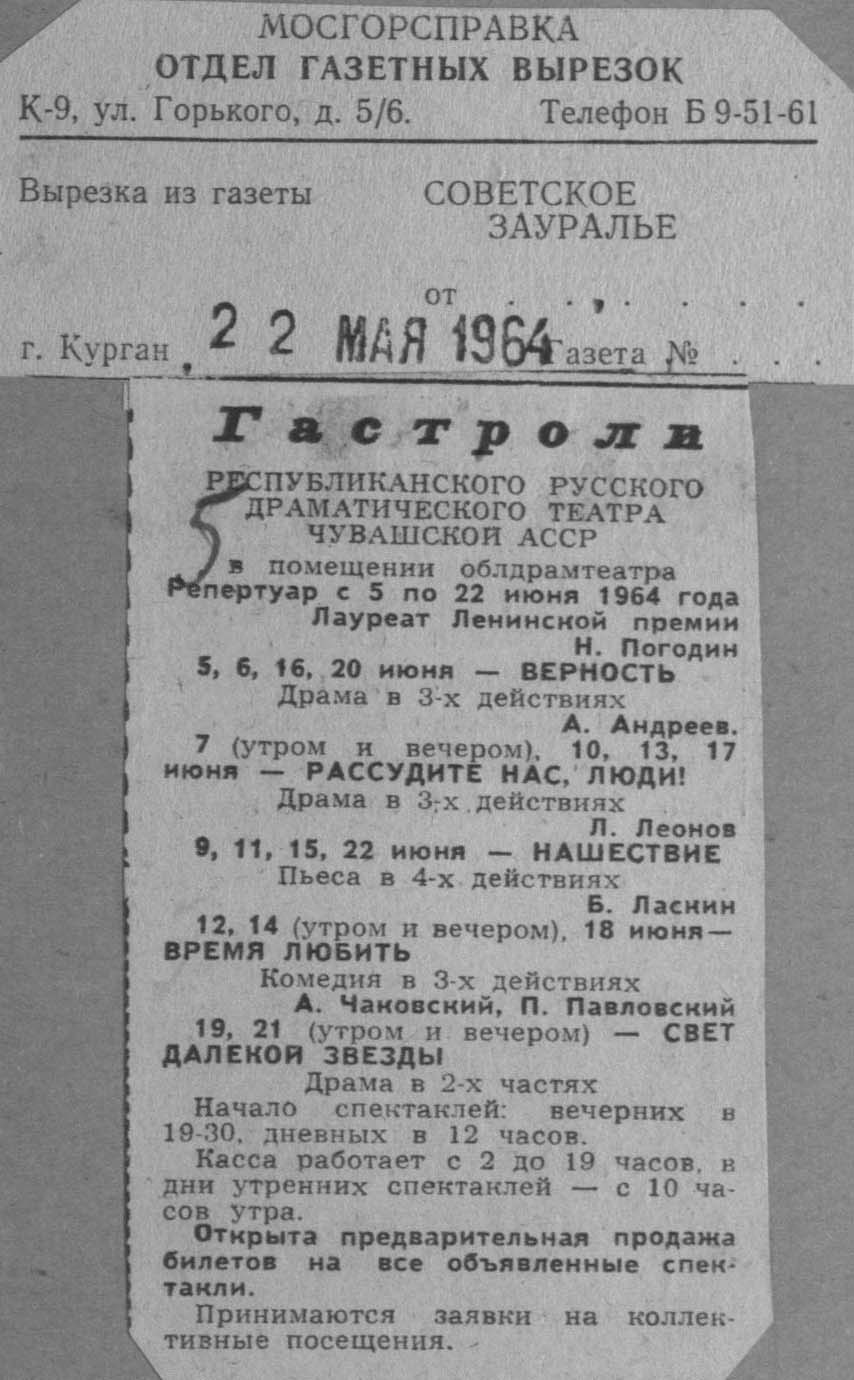 МОСГОРСПРАВКА
ОТДЕЛ ГАЗЕТНЫХ ВЫРЕЗОК
К-9, ул. Горького, д. 5/6. Телефон Б 9-51-61
Вырезка из газеты СОВЕТСКОЕ
ЗАУРАЛЬЕ
от . . , . . . .
г. Курган 22 МАЯ 1964 Газета № . . .
Гастроли
РЕСПУБЛИКАНСКОГО РУССКОГО
ДРАМАТИЧЕСКОГО ТЕАТРА
ЧУВАШСКОЙ АССР
5
в помещении облдрамтеатра
Репертуар с 5 по 22 июня 1964 года
Лауреат Ленинской премии
Н. Погодин
5, 6, 16, 20 июня — ВЕРНОСТЬ
Драма в 3-х действиях
А. Андреев.
7 (утром и вечером), 10, 13, 17
июня — РАССУДИТЕ НАС, ЛЮДИ!
Драма в 3-х действиях
Л. Леонов
9, 11, 15, 22 июня — НАШЕСТВИЕ
Пьеса в 4-х действиях
Б. Ласкин
12, 14 (утром и вечером), 18 июня —
ВРЕМЯ ЛЮБИТЬ
Комедия в 3-х действиях
А. Чаковский, П. Павловский
19, 21 (утром и вечером) — СВЕТ
ДАЛЕКОЙ ЗВЕЗДЫ
Драма в 2-х частях
Начало спектаклей: вечерних в
19-30, дневных в 12 часов.
Касса работает с 2 до 19 часов, в
дни утренних спектаклей — с 10 ча-
сов утра.
Открыта предварительная продажа
билетов на все объявленные спек-
такли.
Принимаются заявки на коллек-
тивные посещения.